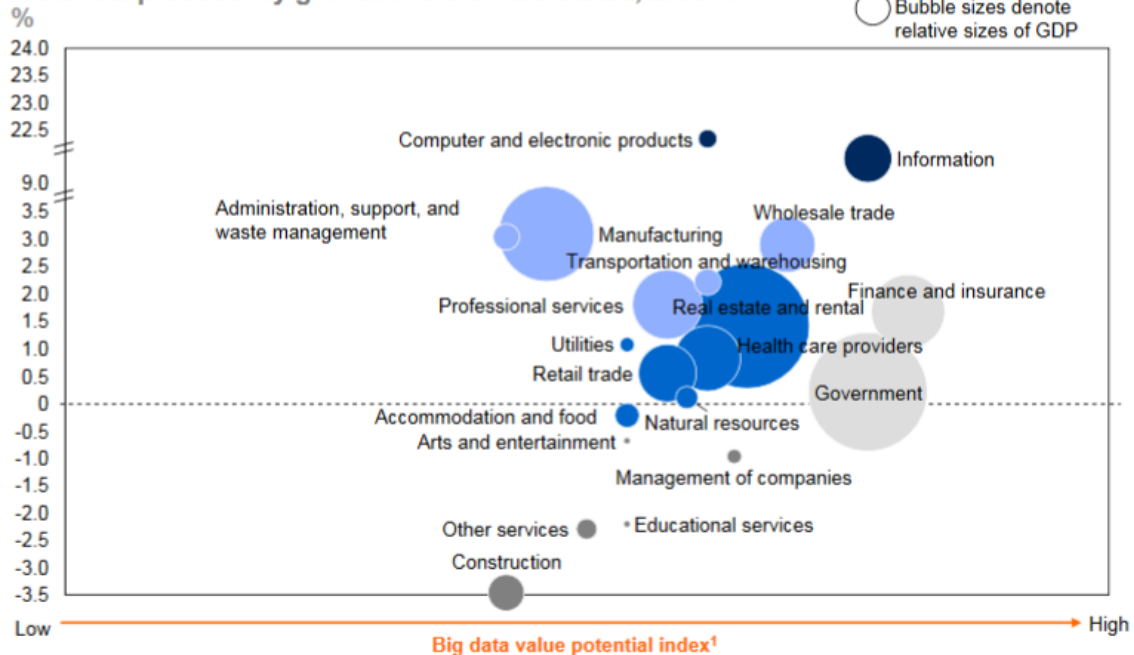 %
Bubble sizes denote
relative sizes of GDP
24.0
23.5
23.0
22.5
9.0
3.5
3.0
2.5
2.0
1.5
1.0
0.5
0
-0.5
-1.0
-1.5
-2.0
-2.5
-3.0
-3.5
Computer and electronic products
Information
Administration, support, and
waste management
Wholesale trade
Manufacturing
Transportation and warehousing
Finance and insurance
Professional services
Real estate and rental
Utilities
Health care providers
Retail trade
Government
Accommodation and food
Natural resources
Arts and entertainment
Management of companies
Other services
Educational services
Construction
Low
High
Big data value potential index¹